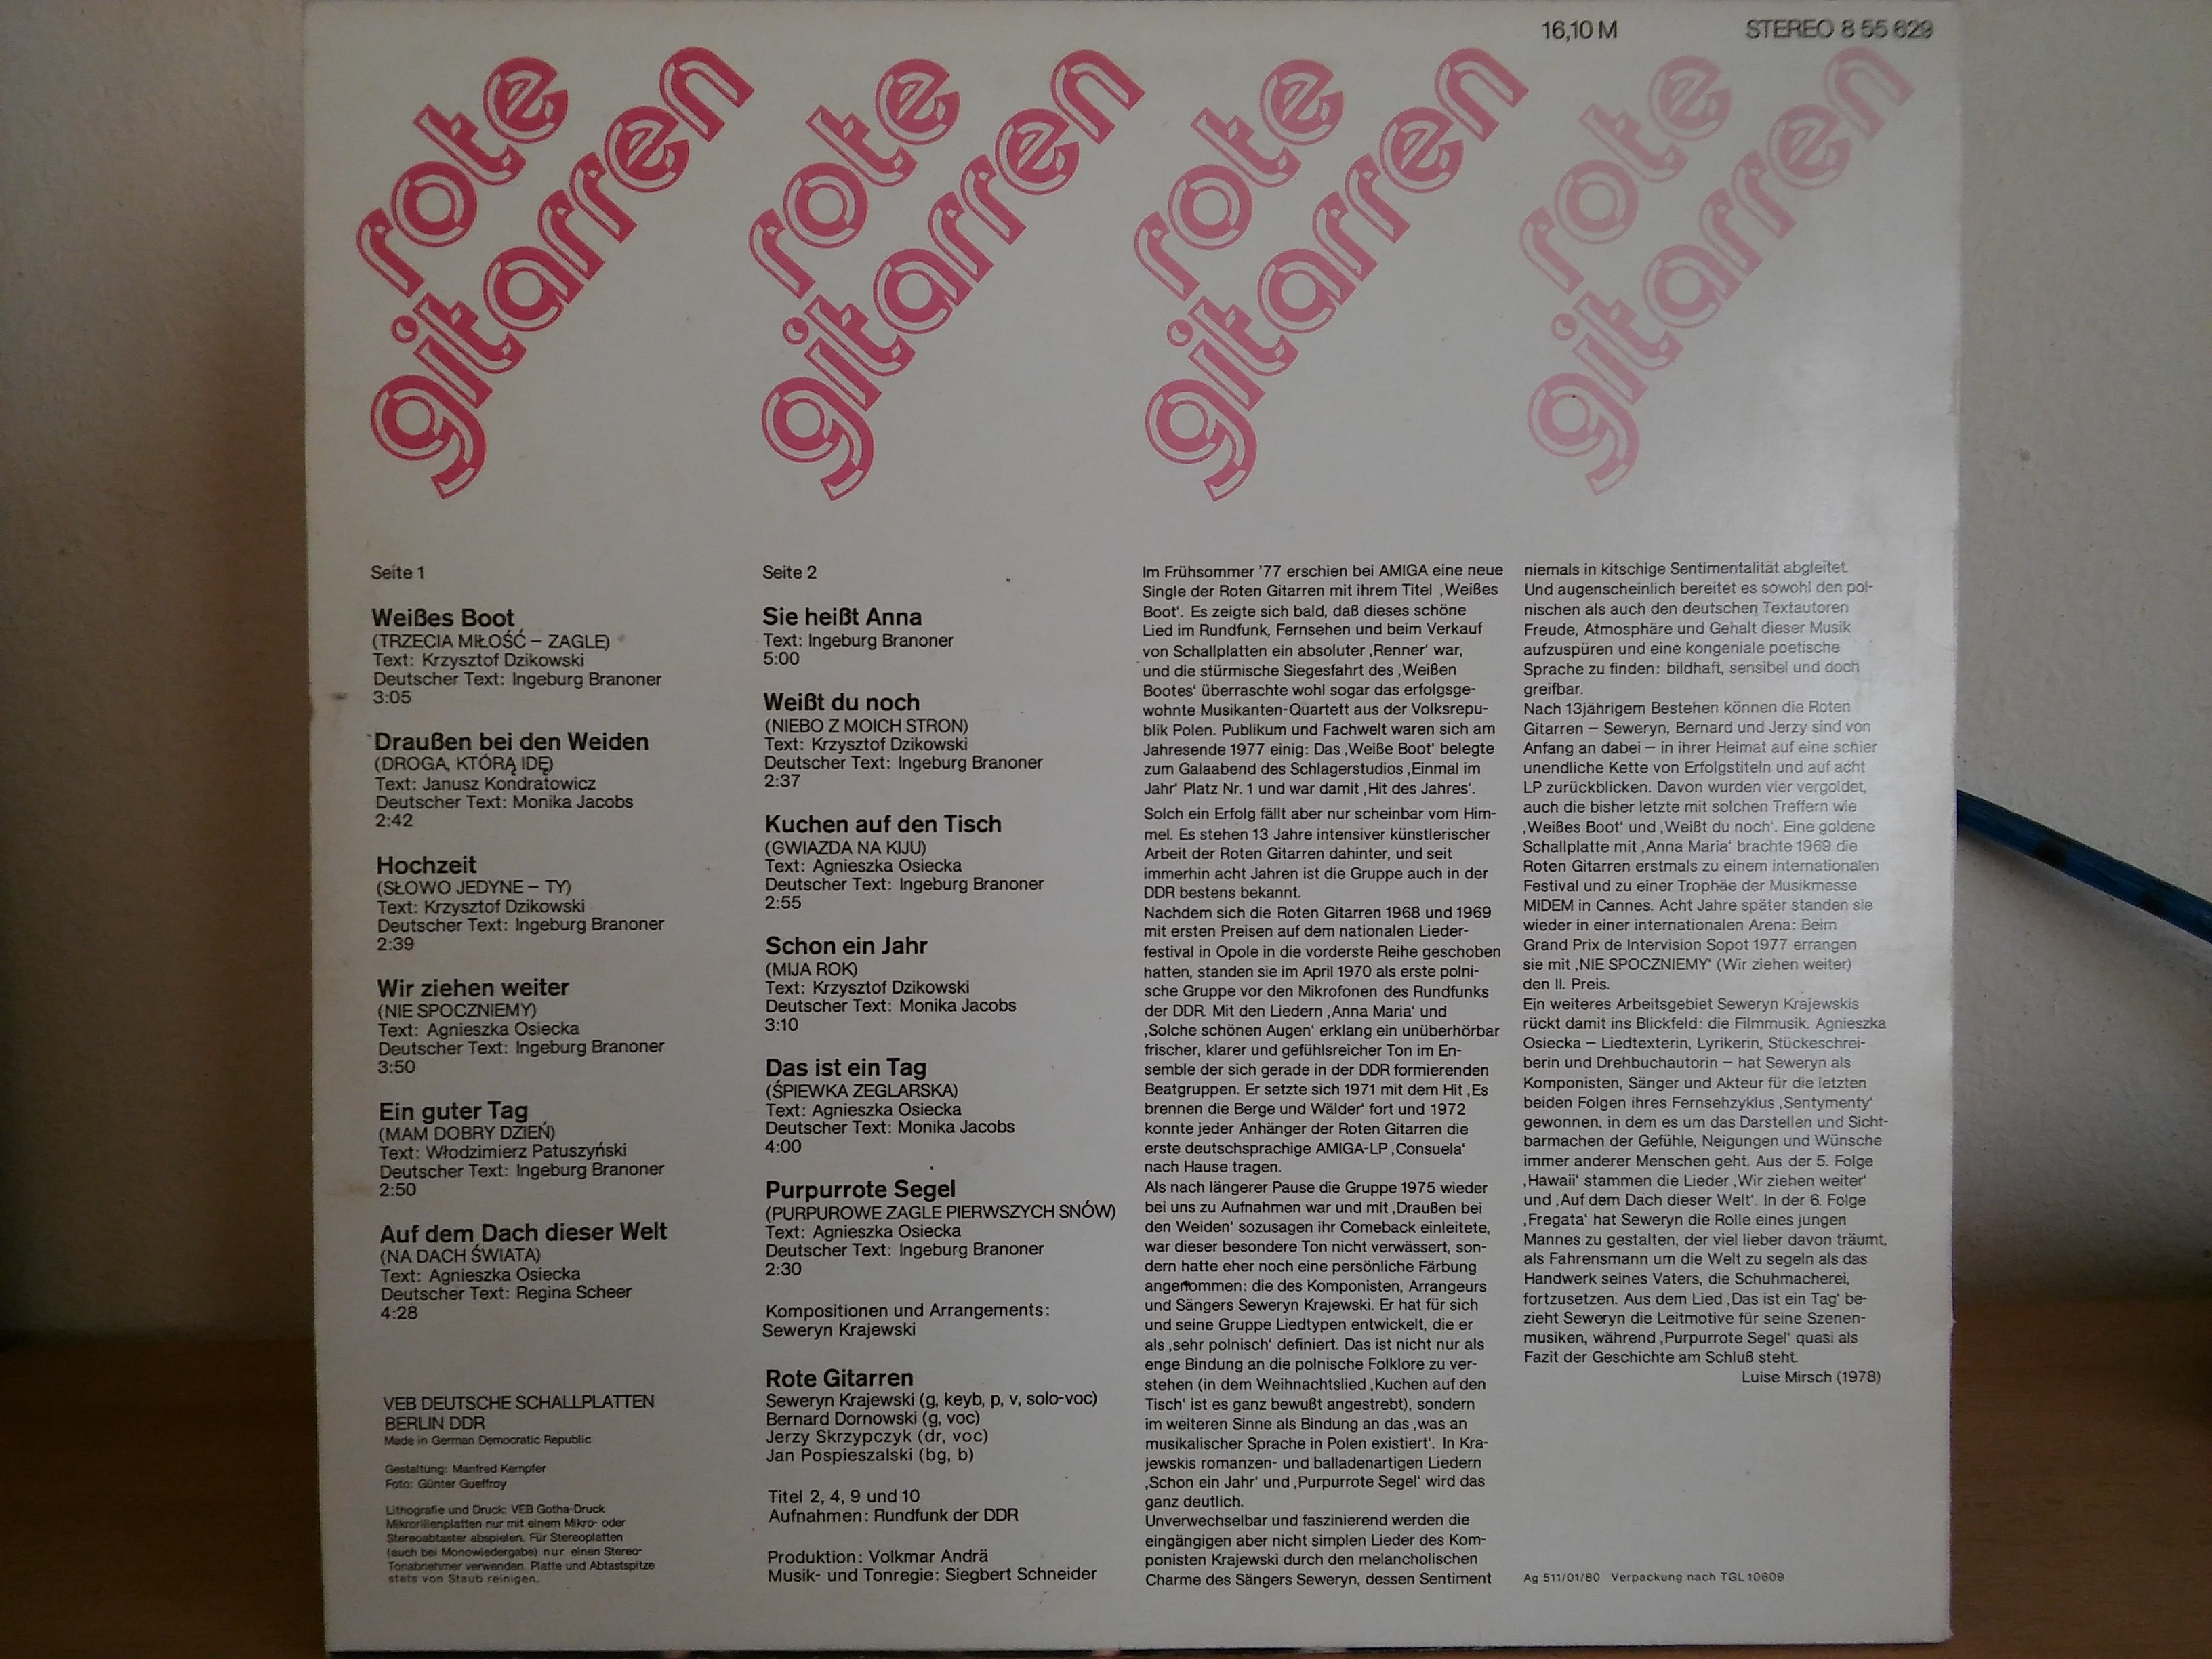 16,10 M
STEREO 8 55 629
rote
gitarren
rote
gitarren
rote
gitarren
rote
gitarren
Seite 1
Weißes Boot
(TRZECIA MIŁOŚĆ – ZAGLE)
Text: Krzysztof Dzikowski
Deutscher Text: Ingeburg Branoner
3:05
Draußen bei den Weiden
(DROGA, KTÓRĄ IDĘ)
Text: Janusz Kondratowicz
Deutscher Text: Monika Jacobs
2:42
Hochzeit
(SŁOWO JEDYNE – TY)
Text: Krzysztof Dzikowski
Deutscher Text: Ingeburg Branoner
2:39
Wir ziehen weiter
(NIE SPOCZNIEMY)
Text: Agnieszka Osiecka
Deutscher Text: Ingeburg Branoner
3:50
Ein guter Tag
(MAM DOBRY DZIEŃ)
Text: Włodzimierz Patuszyński
Deutscher Text: Ingeburg Branoner
2:50
Auf dem Dach dieser Welt
(NA DACH ŚWIATA)
Text: Agnieszka Osiecka
Deutscher Text: Regina Scheer
4:28
VEB DEUTSCHE SCHALLPLATTEN
BERLIN DDR
Made in German Democratic Republic
Gestaltung: Manfred Kempfer
Foto: Günter Gueffroy
Lithografie und Druck: VEB Gotha-Druck
Mikrorillenplatten nur mit einem Mikro- oder
Stereoabtaster abspielen. Für Stereoplatten
(auch bei Monowiedergabe) nur einen Stereo-
Tonabnehmer verwenden. Platte und Abtastspitze
stets von Staub reinigen.
Seite 2
Sie heißt Anna
Text: Ingeburg Branoner
5:00
Weißt du noch
(NIEBO Z MOICH STRON)
Text: Krzysztof Dzikowski
Deutscher Text: Ingeburg Branoner
2:37
Kuchen auf den Tisch
(GWIAZDA NA KIJU)
Text: Agnieszka Osiecka
Deutscher Text: Ingeburg Branoner
2:55
Schon ein Jahr
(MIJA ROK)
Text: Krzysztof Dzikowski
Deutscher Text: Monika Jacobs
3:10
Das ist ein Tag
(ŚPIEWKA ZEGLARSKA)
Text: Agnieszka Osiecka
Deutscher Text: Monika Jacobs
4:00
Purpurrote Segel
(PURPUROWE ZAGLE PIERWSZYCH SNÓW)
Text: Agnieszka Osiecka
Deutscher Text: Ingeburg Branoner
2:30
Kompositionen und Arrangements:
Seweryn Krajewski
Rote Gitarren
Seweryn Krajewski (g, keyb, p, v, solo-voc)
Bernard Dornowski (g, voc)
Jerzy Skrzypczyk (dr, voc)
Jan Pospieszalski (bg, b)
Titel 2, 4, 9 und 10
Aufnahmen: Rundfunk der DDR
Produktion: Volkmar Andrä
Musik- und Tonregie: Siegbert Schneider
Im Frühsommer '77 erschien bei AMIGA eine neue
Single der Roten Gitarren mit ihrem Titel ‚Weißes
Boot‘. Es zeigte sich bald, daß dieses schöne
Lied im Rundfunk, Fernsehen und beim Verkauf
von Schallplatten ein absoluter ‚Renner‘ war,
und die stürmische Siegesfahrt des ‚Weißen
Bootes‘ überraschte wohl sogar das erfolgsge-
wohnte Musikanten-Quartett aus der Volksrepu-
blik Polen. Publikum und Fachwelt waren sich am
Jahresende 1977 einig: Das ‚Weiße Boot‘ belegte
zum Galaabend des Schlagerstudios ‚Einmal im
Jahr‘ Platz Nr. 1 und war damit ‚Hit des Jahres‘.
Solch ein Erfolg fällt aber nur scheinbar vom Him-
mel. Es stehen 13 Jahre intensiver künstlerischer
Arbeit der Roten Gitarren dahinter, und seit
immerhin acht Jahren ist die Gruppe auch in der
DDR bestens bekannt.
Nachdem sich die Roten Gitarren 1968 und 1969
mit ersten Preisen auf dem nationalen Lieder-
festival in Opole in die vorderste Reihe geschoben
hatten, standen sie im April 1970 als erste polni-
sche Gruppe vor den Mikrofonen des Rundfunks
der DDR. Mit den Liedern ‚Anna Maria‘ und
‚Solche schönen Augen‘ erklang ein unüberhörbar
frischer, klarer und gefühlsreicher Ton im En-
semble der sich gerade in der DDR formierenden
Beatgruppen. Er setzte sich 1971 mit dem Hit ‚Es
brennen die Berge und Wälder‘ fort und 1972
konnte jeder Anhänger der Roten Gitarren die
erste deutschsprachige AMIGA-LP ‚Consuela‘
nach Hause tragen.
Als nach längerer Pause die Gruppe 1975 wieder
bei uns zu Aufnahmen war und mit ‚Draußen bei
den Weiden‘ sozusagen ihr Comeback einleitete,
war dieser besondere Ton nicht verwässert, son-
dern hatte eher noch eine persönliche Färbung
angenommen: die des Komponisten, Arrangeurs
und Sängers Seweryn Krajewski. Er hat für sich
und seine Gruppe Liedtypen entwickelt, die er
als ‚sehr polnisch‘ definiert. Das ist nicht nur als
enge Bindung an die polnische Folklore zu ver-
stehen (in dem Weihnachtslied ‚Kuchen auf den
Tisch‘ ist es ganz bewußt angestrebt), sondern
im weiteren Sinne als Bindung an das ‚was an
musikalischer Sprache in Polen existiert‘. In Kra-
jewskis romanzen- und balladenartigen Liedern
‚Schon ein Jahr‘ und ‚Purpurrote Segel‘ wird das
ganz deutlich.
Unverwechselbar und faszinierend werden die
eingängigen aber nicht simplen Lieder des Kom-
ponisten Krajewski durch den melancholischen
Charme des Sängers Seweryn, dessen Sentiment
niemals in kitschige Sentimentalität abgleitet.
Und augenscheinlich bereitet es sowohl den pol-
nischen als auch den deutschen Textautoren
Freude, Atmosphäre und Gehalt dieser Musik
aufzuspüren und eine kongeniale poetische
Sprache zu finden: bildhaft, sensibel und doch
greifbar.
Nach 13jährigem Bestehen können die Roten
Gitarren – Seweryn, Bernard und Jerzy sind von
Anfang an dabei – in ihrer Heimat auf eine schier
unendliche Kette von Erfolgstiteln und auf acht
LP zurückblicken. Davon wurden vier vergoldet,
auch die bisher letzte mit solchen Treffern wie
‚Weißes Boot‘ und ‚Weißt du noch‘. Eine goldene
Schallplatte mit ‚Anna Maria‘ brachte 1969 die
Roten Gitarren erstmals zu einem internationalen
Festival und zu einer Trophäe der Musikmesse
MIDEM in Cannes. Acht Jahre später standen sie
wieder in einer internationalen Arena: Beim
Grand Prix de Intervision Sopot 1977 errangen
sie mit ‚NIE SPOCZNIEMY‘ (Wir ziehen weiter)
den II. Preis.
Ein weiteres Arbeitsgebiet Seweryn Krajewskis
rückt damit ins Blickfeld: die Filmmusik. Agnieszka
Osiecka – Liedtexterin, Lyrikerin, Stückeschrei-
berin und Drehbuchautorin – hat Seweryn als
Komponisten, Sänger und Akteur für die letzten
beiden Folgen ihres Fernsehzyklus ‚Sentymenty‘
gewonnen, in dem es um das Darstellen und Sicht-
barmachen der Gefühle, Neigungen und Wünsche
immer anderer Menschen geht. Aus der 5. Folge
‚Hawaii‘ stammen die Lieder ‚Wir ziehen weiter‘
und ‚Auf dem Dach dieser Welt‘. In der 6. Folge
‚Fregata‘ hat Seweryn die Rolle eines jungen
Mannes zu gestalten, der viel lieber davon träumt,
als Fahrensmann um die Welt zu segeln als das
Handwerk seines Vaters, die Schuhmacherei,
fortzusetzen. Aus dem Lied ‚Das ist ein Tag‘ be-
zieht Seweryn die Leitmotive für seine Szenen-
musiken, während ‚Purpurrote Segel‘ quasi als
Fazit der Geschichte am Schluß steht.
Luise Mirsch (1978)
Ag 511/01/80 Verpackung nach TGL 10609